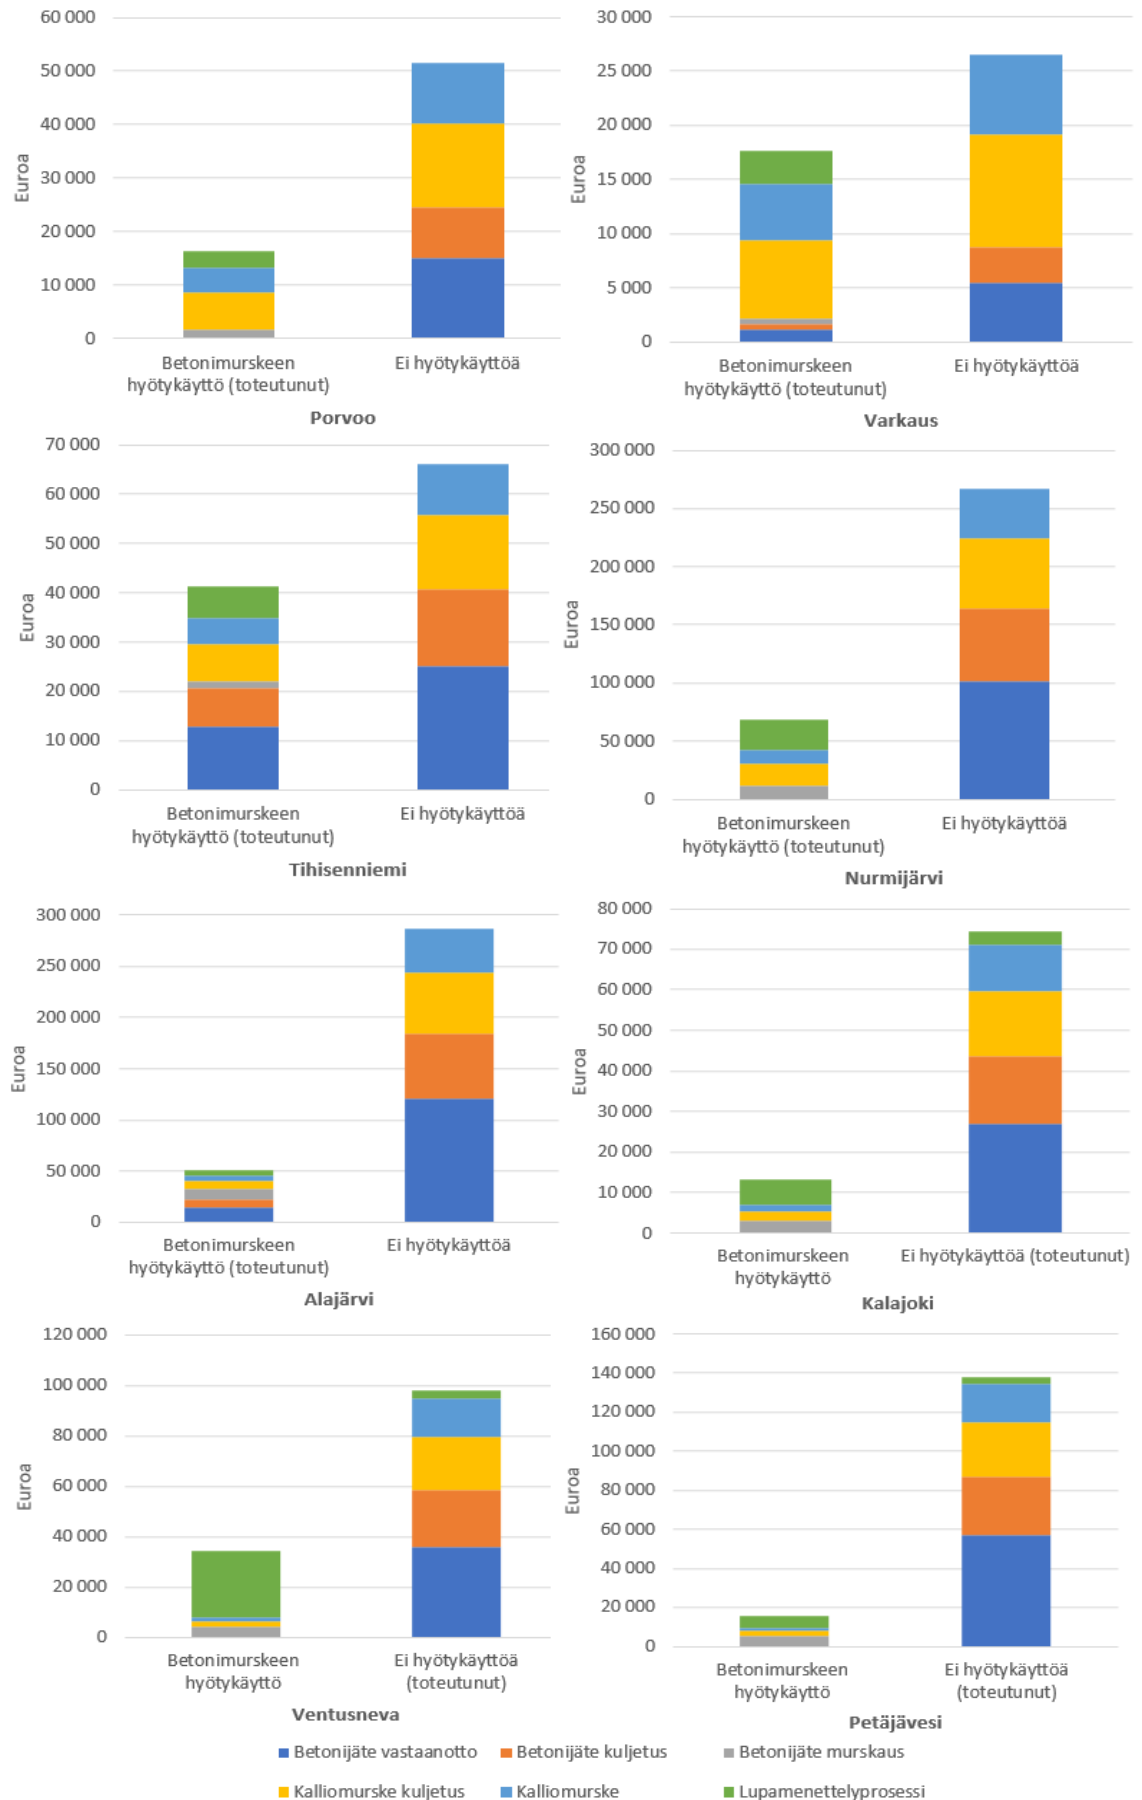 60 000
50 000
40 000
30 000
20 000
10 000
0
Euroa
Betonimurskeen
hyötykäyttö (toteutunut)
Ei hyötykäyttöä
Porvoo
30 000
25 000
20 000
15 000
10 000
5 000
0
Euroa
Betonimurskeen
hyötykäyttö (toteutunut)
Ei hyötykäyttöä
Varkaus
70 000
60 000
50 000
40 000
30 000
20 000
10 000
0
Euroa
Betonimurskeen
hyötykäyttö (toteutunut)
Ei hyötykäyttöä
Tihisenniemi
300 000
250 000
200 000
150 000
100 000
50 000
0
Euroa
Betonimurskeen
hyötykäyttö (toteutunut)
Ei hyötykäyttöä
Nurmijärvi
300 000
250 000
200 000
150 000
100 000
50 000
0
Euroa
Betonimurskeen
hyötykäyttö (toteutunut)
Ei hyötykäyttöä
Alajärvi
80 000
70 000
60 000
50 000
40 000
30 000
20 000
10 000
0
Euroa
Betonimurskeen
hyötykäyttö
Ei hyötykäyttöä (toteutunut)
Kalajoki
120 000
100 000
80 000
60 000
40 000
20 000
0
Euroa
Betonimurskeen
hyötykäyttö
Ei hyötykäyttöä
(toteutunut)
Ventusneva
160 000
140 000
120 000
100 000
80 000
60 000
40 000
20 000
0
Euroa
Betonimurskeen
hyötykäyttö
Ei hyötykäyttöä
(toteutunut)
Petäjävesi
Betonijäte vastaanotto
Betonijäte kuljetus
Betonijäte murskaus
Kalliomurske kuljetus
Kalliomurske
Lupamenettelyprosessi